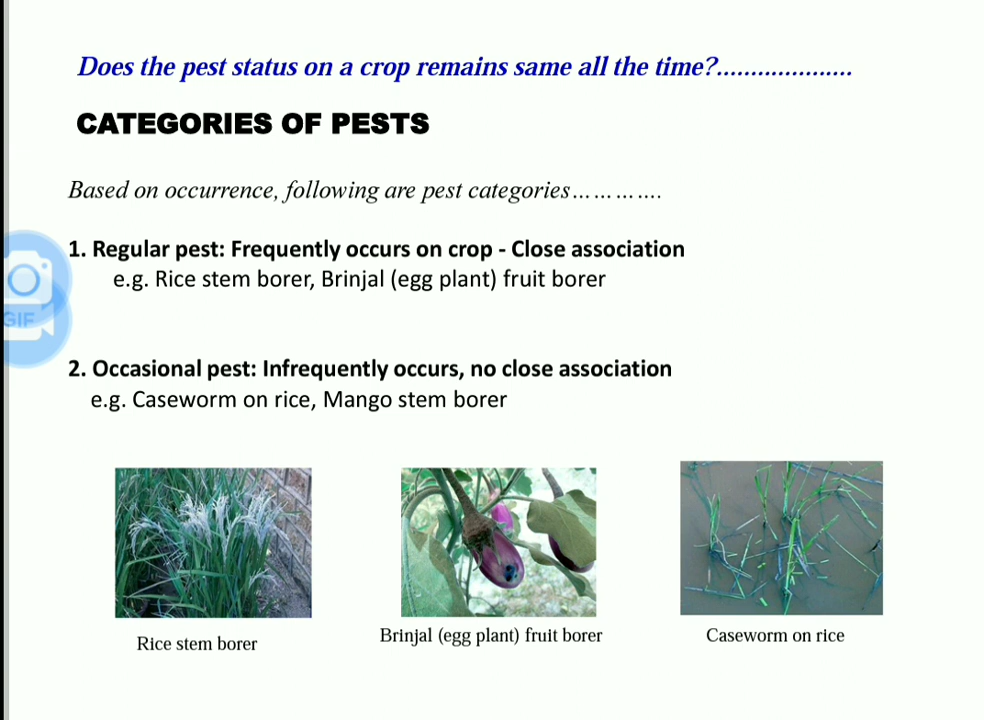 Does the pest status on a crop remains same all the time?....................
CATEGORIES OF PESTS
Based on occurrence, following are pest categories… … … ….
1. Regular pest: Frequently occurs on crop - Close association
e.g. Rice stem borer, Brinjal (egg plant) fruit borer
GIF
2. Occasional pest: Infrequently occurs, no close association
e.g. Caseworm on rice, Mango stem borer
Rice stem borer
Brinjal (egg plant) fruit borer
Caseworm on rice